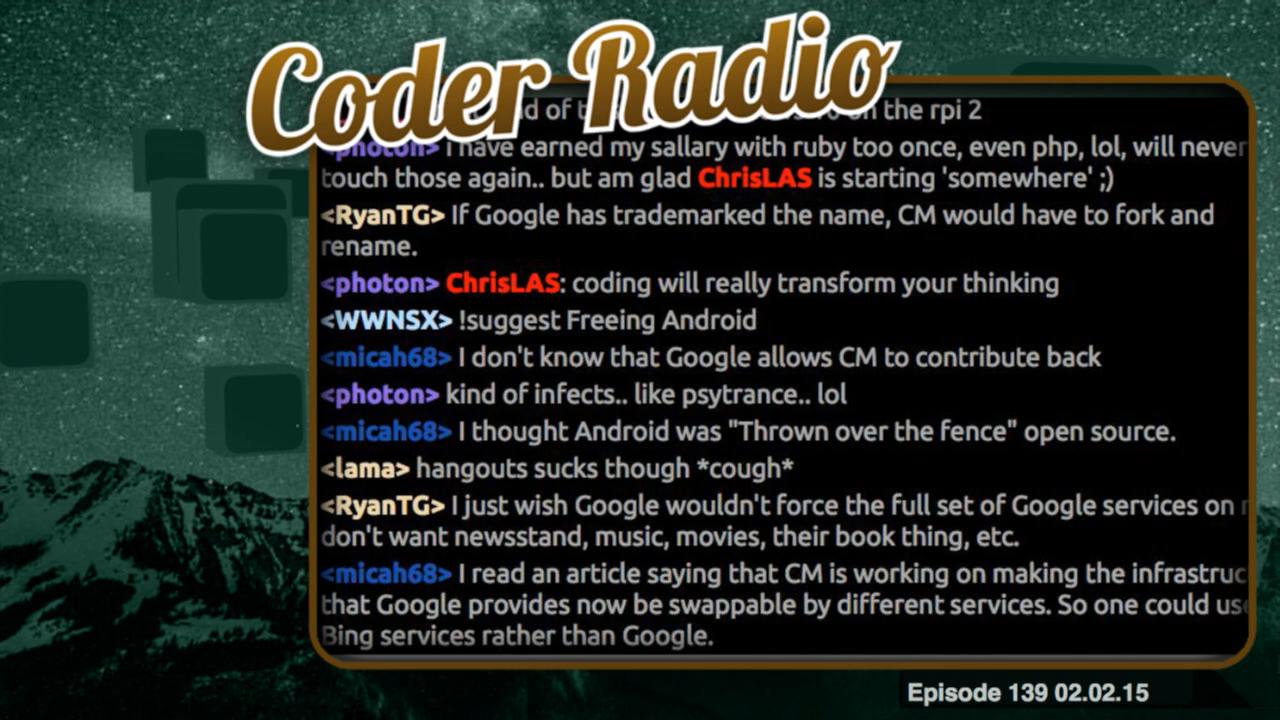 Coder Radio
the rpi 2
<photon> I have earned my sallary with ruby too once, even php, lol, will never
touch those again.. but am glad ChrisLAS is starting 'somewhere' ;)
<RyanTG> If Google has trademarked the name, CM would have to fork and
rename.
<photon> ChrisLAS: coding will really transform your thinking
<WWNSX> !suggest Freeing Android
<micah68> I don't know that Google allows CM to contribute back
<photon> kind of infects.. like psytrance.. lol
<micah68> I thought Android was "Thrown over the fence" open source.
<lama> hangouts sucks though *cough*
<RyanTG> I just wish Google wouldn't force the full set of Google services on
don't want newsstand, music, movies, their book thing, etc.
<micah68> I read an article saying that CM is working on making the infrastruc
that Google provides now be swappable by different services. So one could use
Bing services rather than Google.
Episode 139 02.02.15